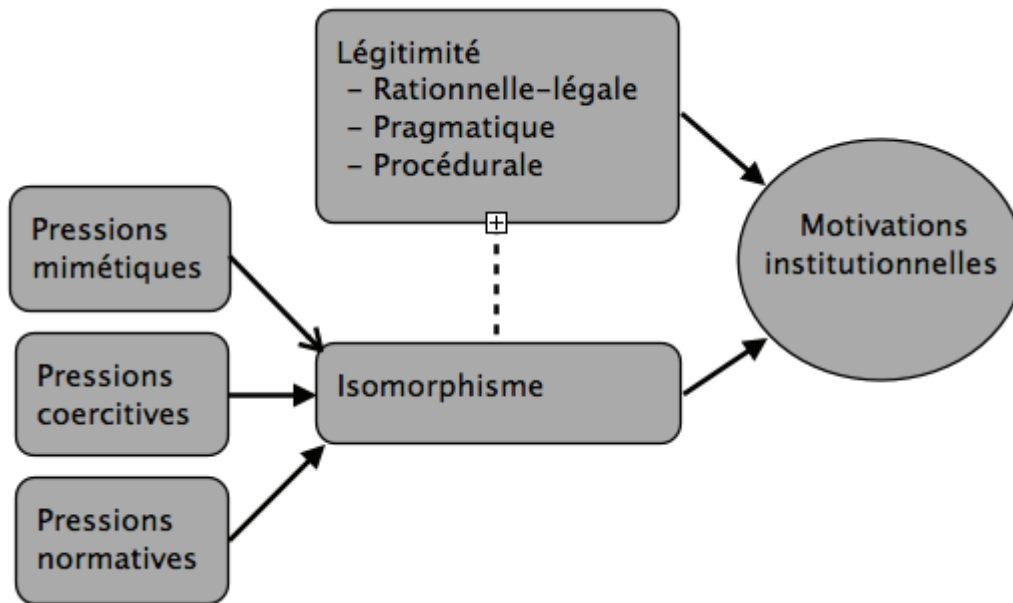 Légitimité
– Rationnelle-légale
– Pragmatique
– Procédurale
Motivations
institutionnelles
Pressions
mimétiques
Pressions
coercitives
Isomorphisme
Pressions
normatives